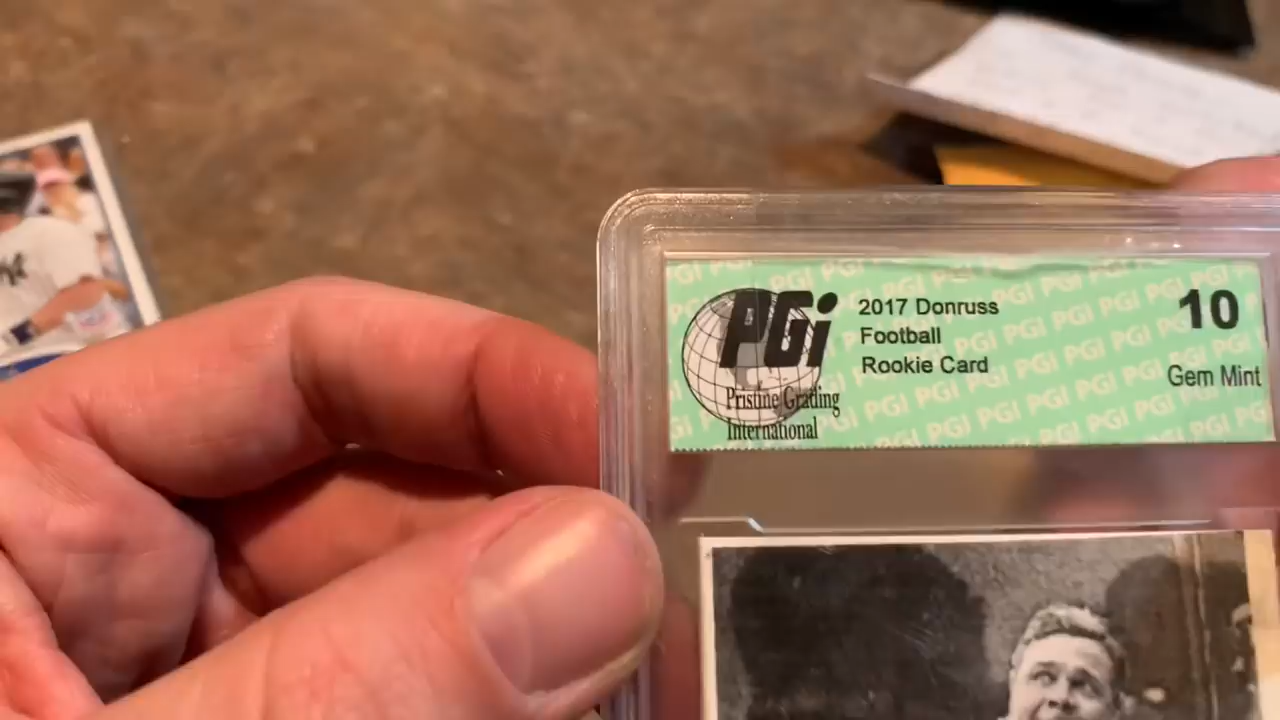 PGi
Pristine Grading
International
2017 Donruss
Football
Rookie Card
10
Gem Mint